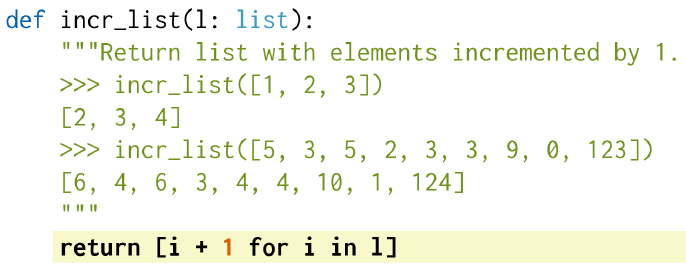 def incr_list(l: list):
    """Return list with elements incremented by 1.
    >>> incr_list([1, 2, 3])
    [2, 3, 4]
    >>> incr_list([5, 3, 5, 2, 3, 3, 9, 0, 123])
    [6, 4, 6, 3, 4, 4, 10, 1, 124]
    """
    return [i + 1 for i in l]